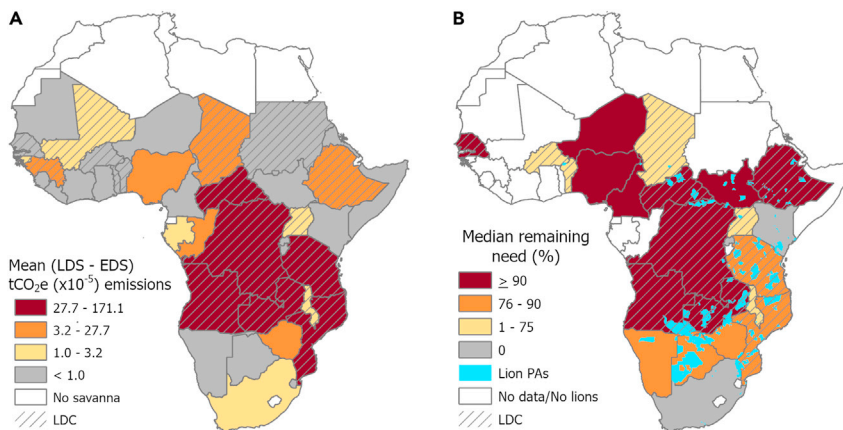 A
Mean (LDS - EDS)
tCO₂e (x10⁻⁵) emissions
27.7 - 171.1
3.2 - 27.7
1.0 - 3.2
< 1.0
No savanna
LDC
B
Median remaining
need (%)
≥ 90
76 - 90
1 - 75
0
Lion PAs
No data/No lions
LDC